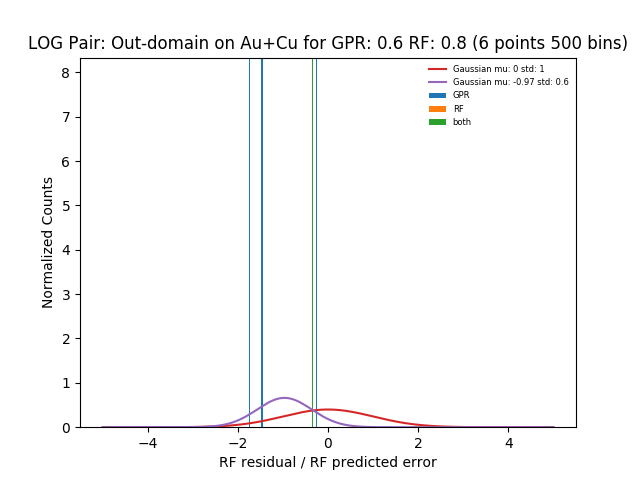 LOG Pair: Out-domain on Au+Cu for GPR: 0.6 RF: 0.8 (6 points 500 bins)
Gaussian mu: 0 std: 1
Gaussian mu: -0.97 std: 0.6
GPR
RF
both
Normalized Counts
8
7
6
5
4
3
2
1
0
−4
−2
0
2
4
RF residual / RF predicted error